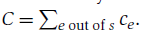 C = ∑ₑ ₒᵤₜ ₒf ₛ cₑ.